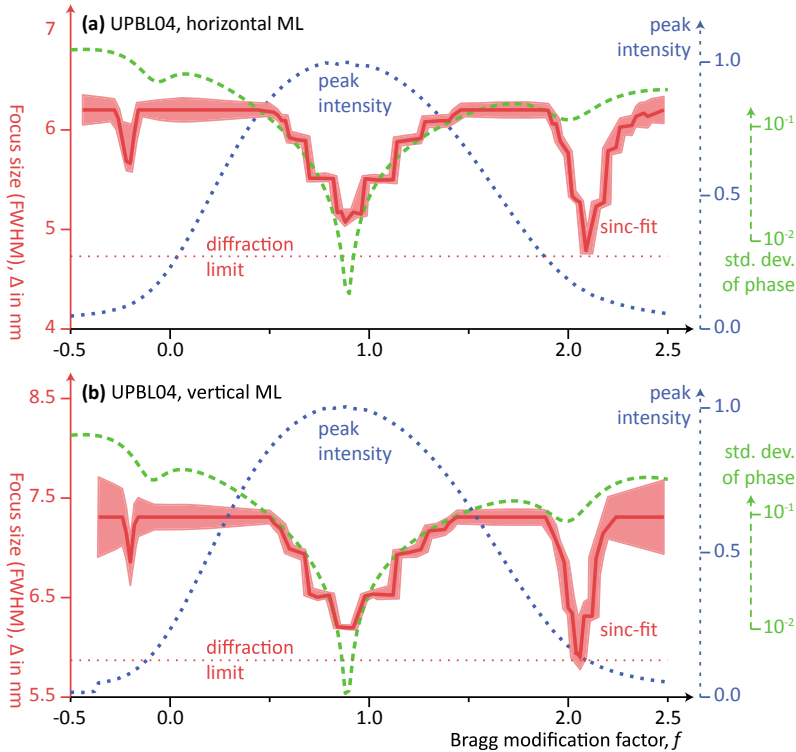 (a) UPBL04, horizontal ML
peak
intensity
7
6
5
4
Focus size (FWHM), Δ in nm
peak
intensity
1.0
0.5
0.0
10⁻¹
10⁻²
std. dev.
of phase
sinc-fit
diffraction
limit
-0.5
0.0
1.0
2.0
2.5
(b) UPBL04, vertical ML
peak
intensity
8.5
7.5
6.5
5.5
Focus size (FWHM), Δ in nm
peak
intensity
1.0
0.5
0.0
std. dev.
of phase
10⁻¹
10⁻²
sinc-fit
diffraction
limit
-0.5
0.0
1.0
2.0
2.5
Bragg modification factor, f